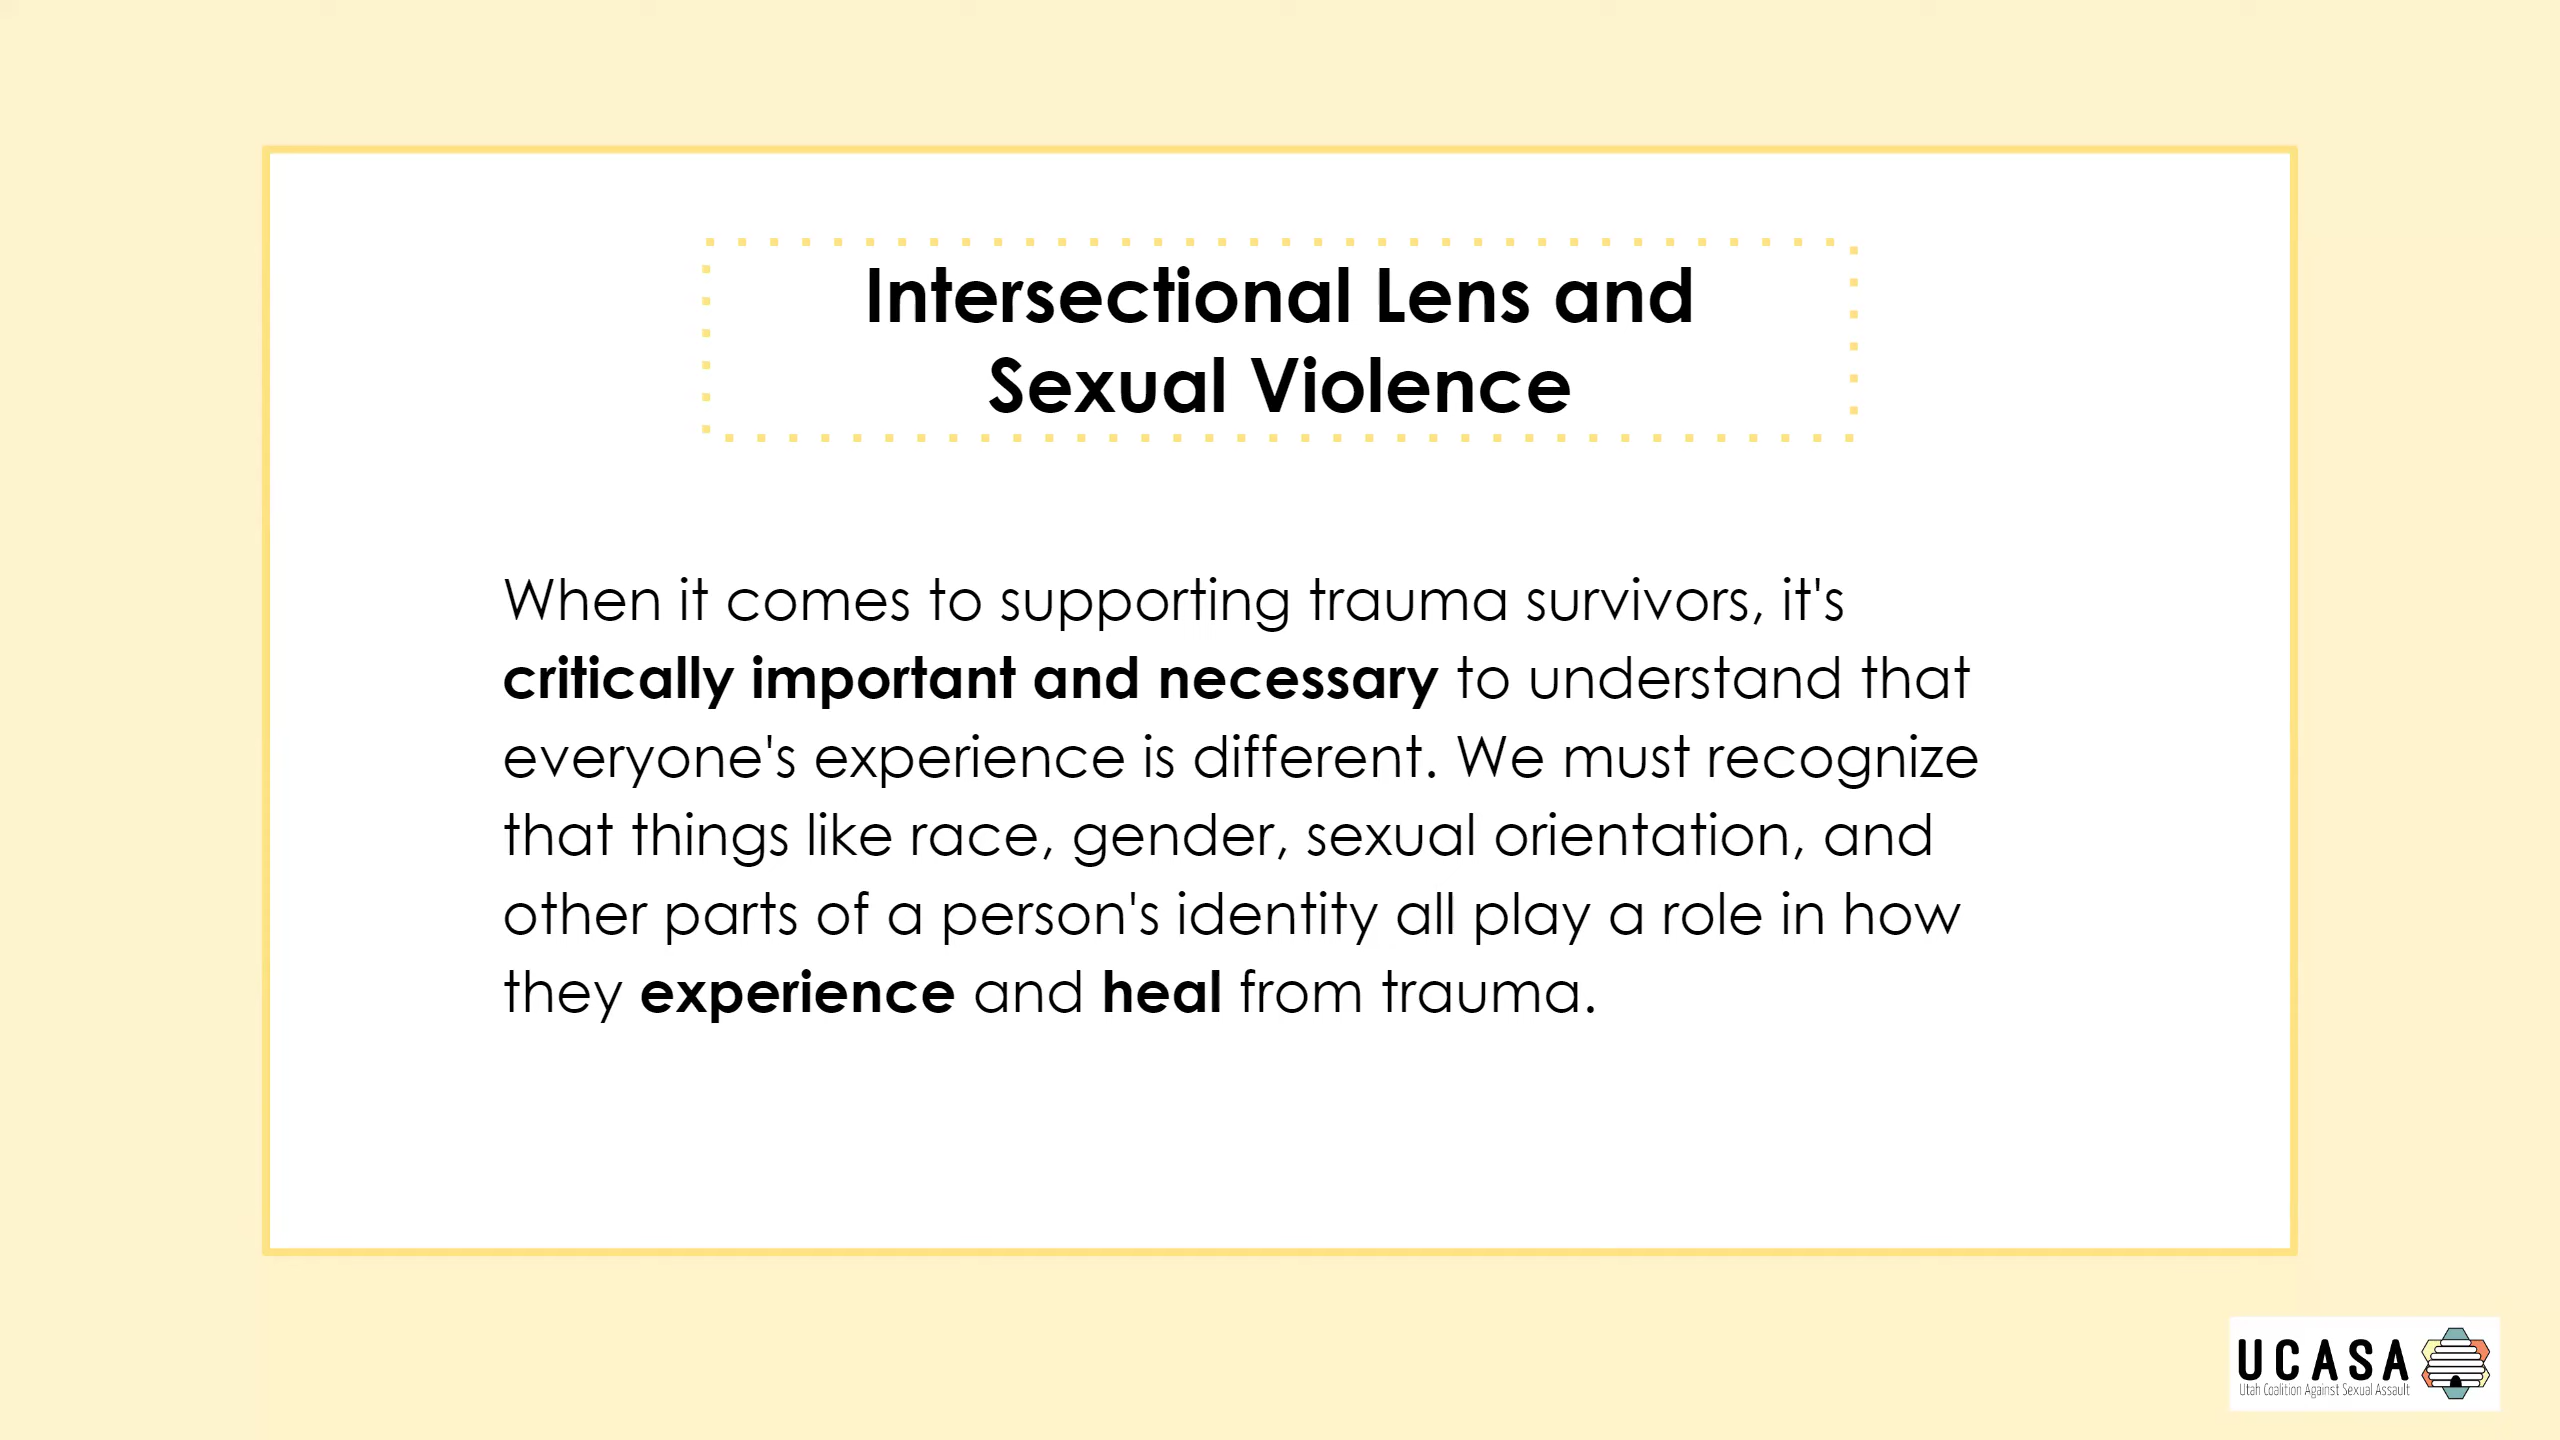 Intersectional Lens and
Sexual Violence
When it comes to supporting trauma survivors, it's
critically important and necessary to understand that
everyone's experience is different. We must recognize
that things like race, gender, sexual orientation, and
other parts of a person's identity all play a role in how
they experience and heal from trauma.
UCASA
Utah Coalition Against Sexual Assault